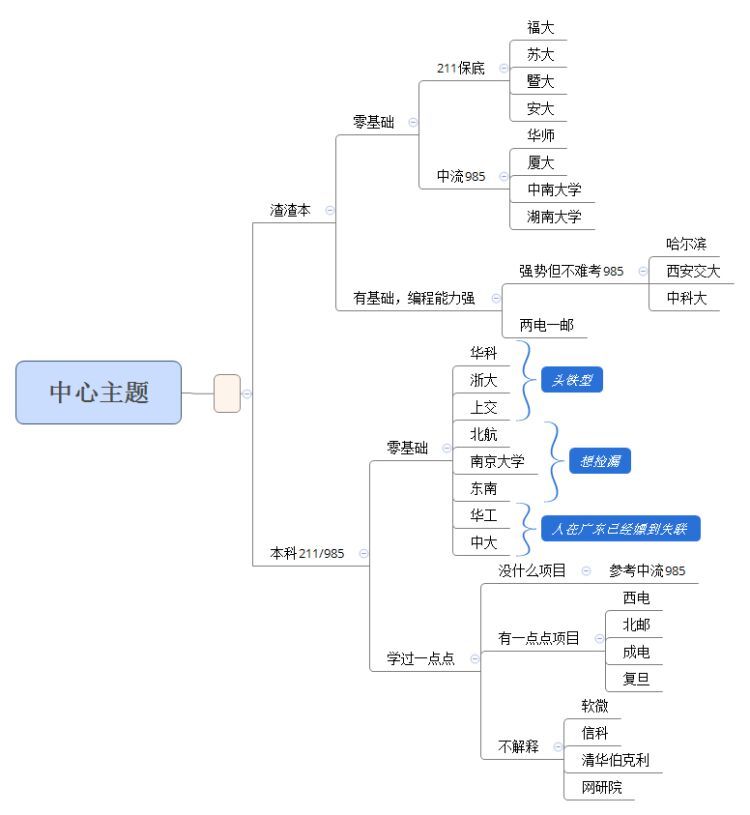 中心主题
渣渣本
零基础
211保底
福大
苏大
暨大
安大
中流985
华师
厦大
中南大学
湖南大学
有基础，编程能力强
强势但不难考985
哈尔滨
西安交大
中科大
两电一邮
本科211/985
零基础
华科
浙大
上交
头铁型
北航
南京大学
东南
想捡漏
华工
中大
人在广东已经嫖到失联
学过一点点
没什么项目
参考中流985
有一点点项目
西电
北邮
成电
复旦
不解释
软微
信科
清华伯克利
网研院